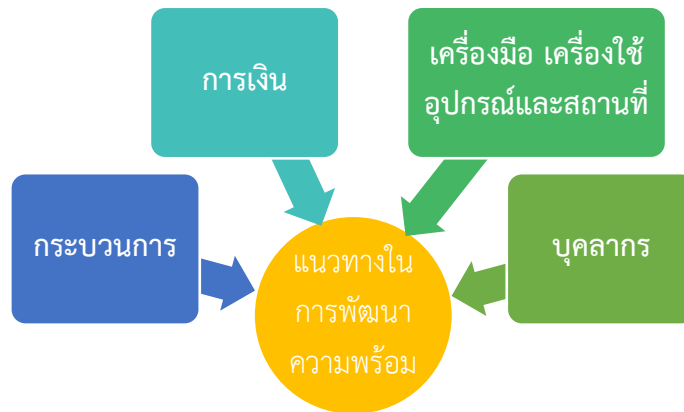 การเงิน
เครื่องมือ เครื่องใช้
อุปกรณ์และสถานที่
กระบวนการ
บุคลากร
แนวทางใน
การพัฒนา
ความพร้อม